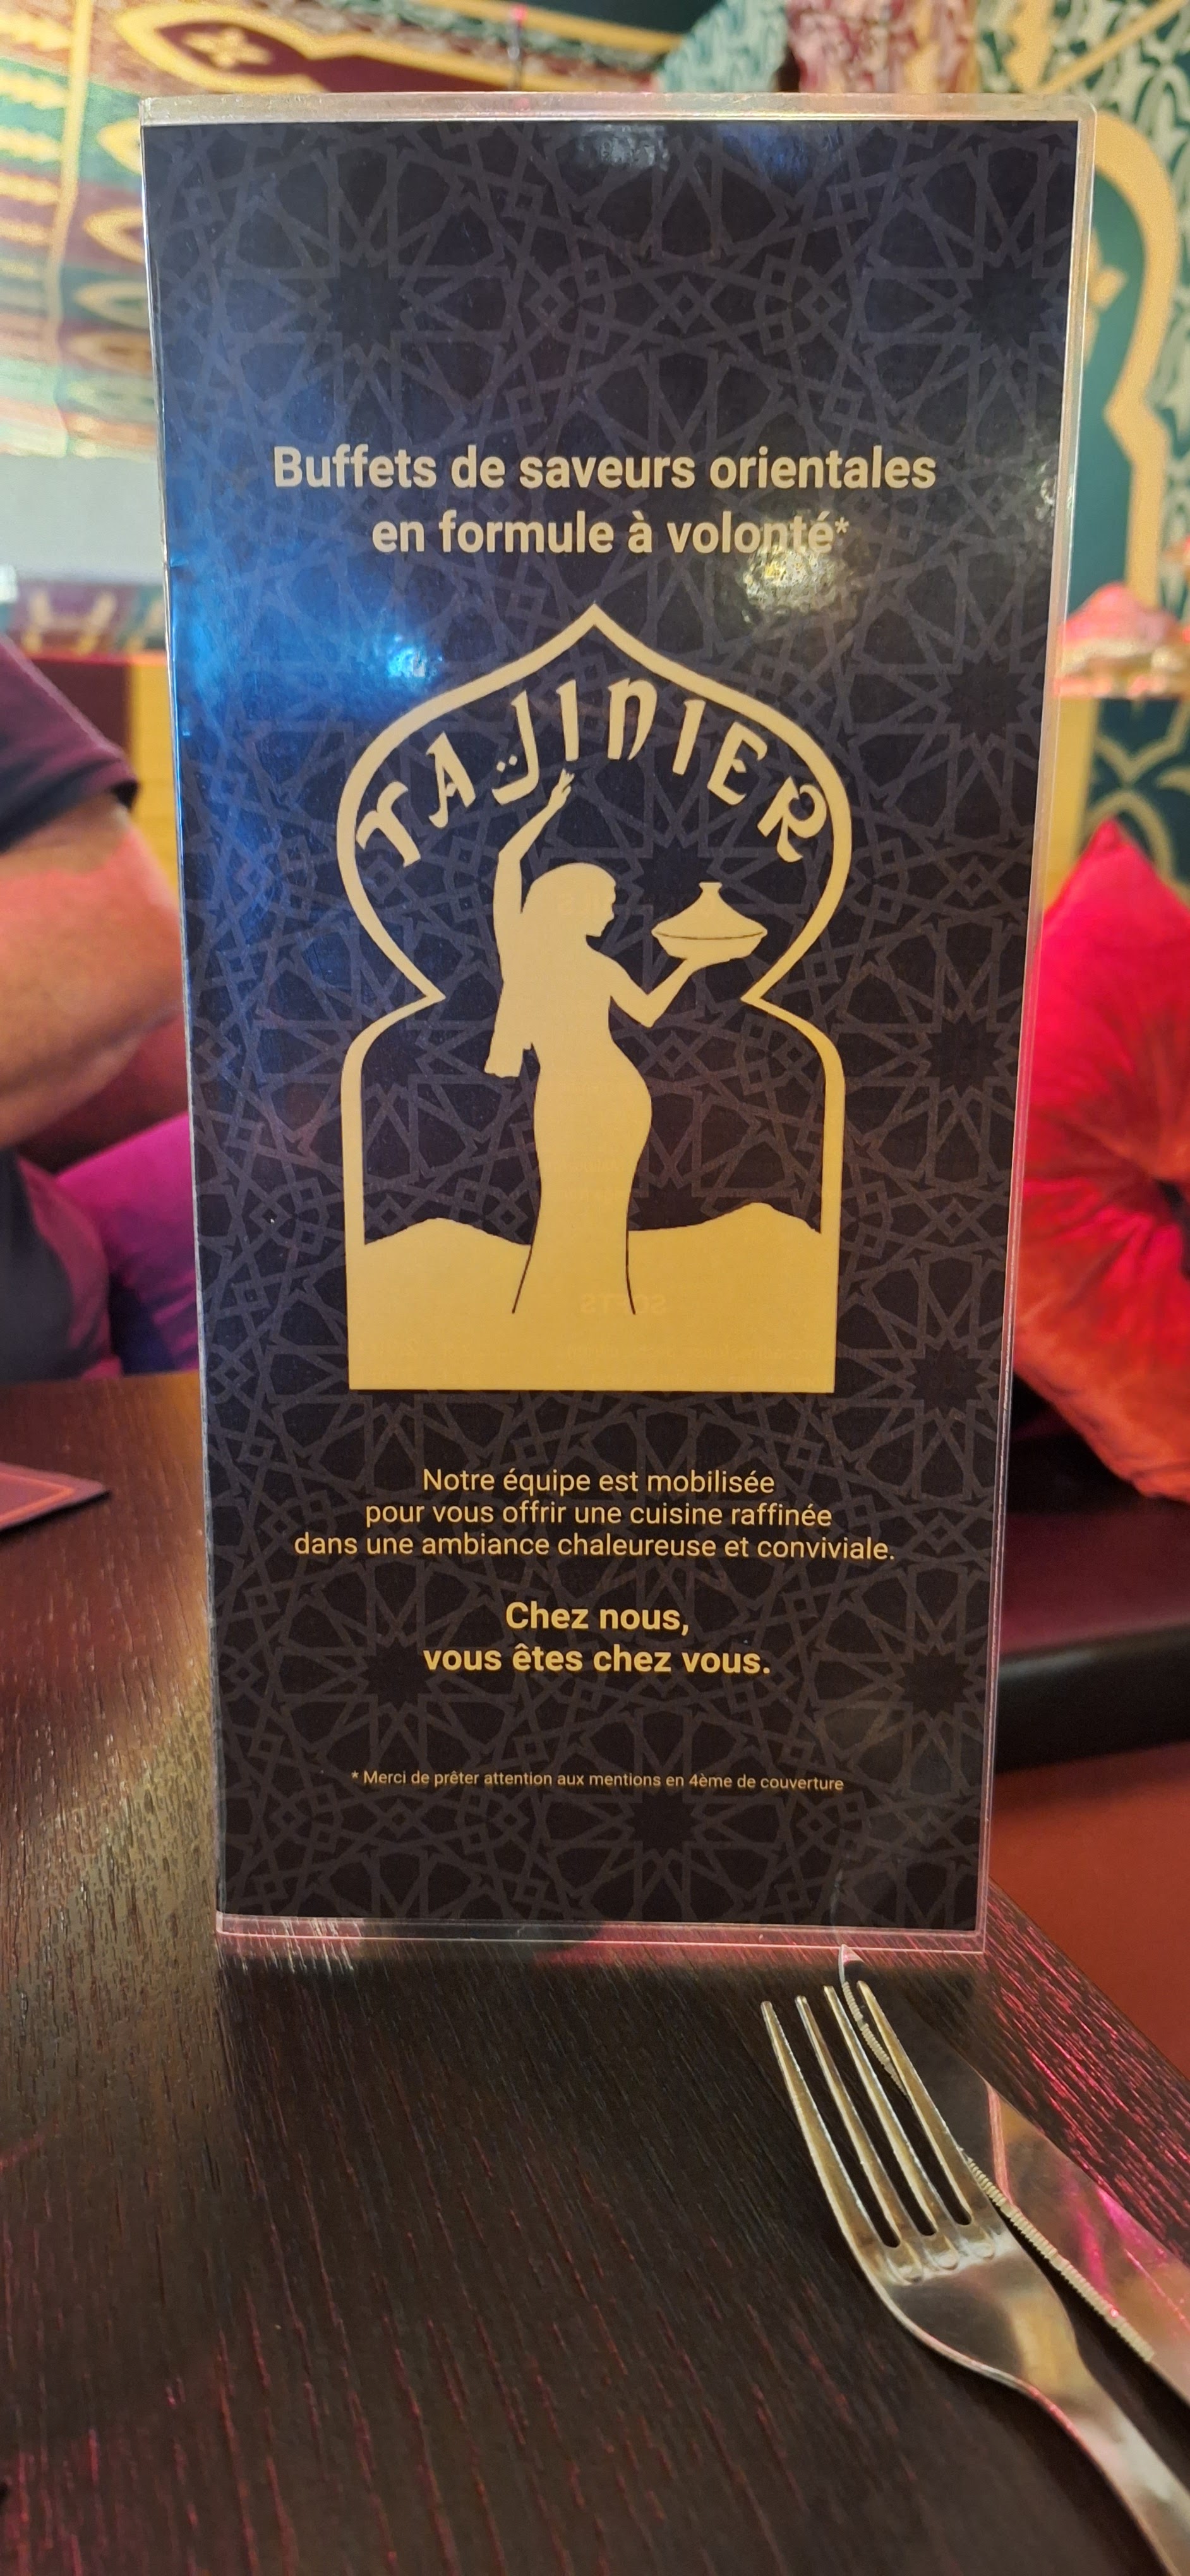 Buffets de saveurs orientales
en formule à volonté*
TAJINIER
Notre équipe est mobilisée
pour vous offrir une cuisine raffinée
dans une ambiance chaleureuse et conviviale.
Chez nous,
vous êtes chez vous.
* Merci de prêter attention aux mentions en 4ème de couverture